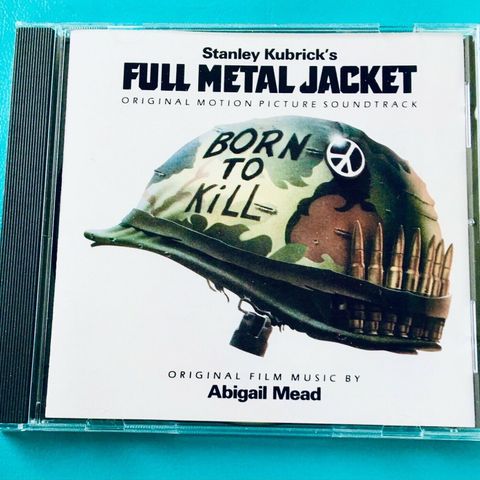 Stanley Kubrick's
FULL METAL JACKET
ORIGINAL MOTION PICTURE SOUNDTRACK
BORN
TO
KiLL
ORIGINAL FILM MUSIC BY
Abigail Mead